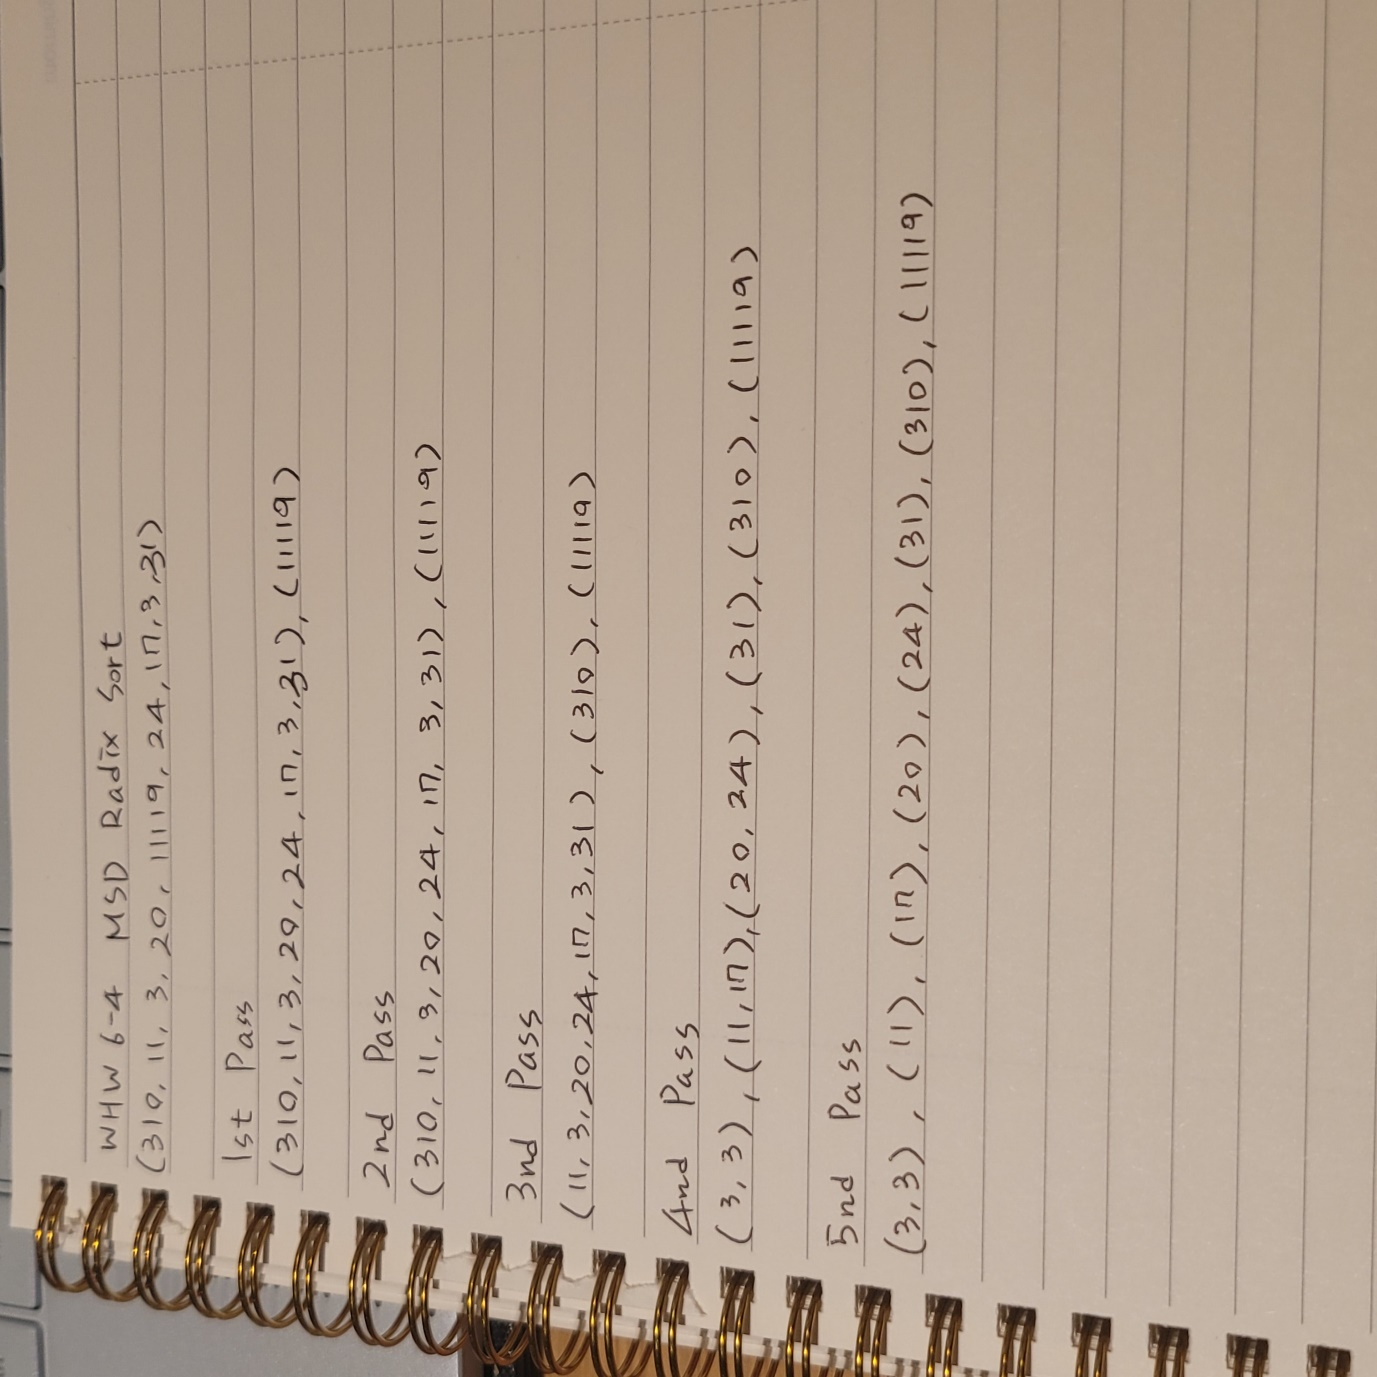 WHW 6-4 MSD Radix Sort
(310, 11, 3, 20, 11119, 24, 17, 3, 31)
1st Pass
(310, 11, 3, 20, 24, 17, 3, 31), (11119)
2nd Pass
(310, 11, 3, 20, 24, 17, 3, 31), (11119)
3nd Pass
(11, 3, 20, 24, 17, 3, 31), (310), (11119)
4nd Pass
(3, 3), (11, 17), (20, 24), (31), (310), (11119)
5nd Pass
(3, 3), (11), (17), (20), (24), (31), (310), (11119)